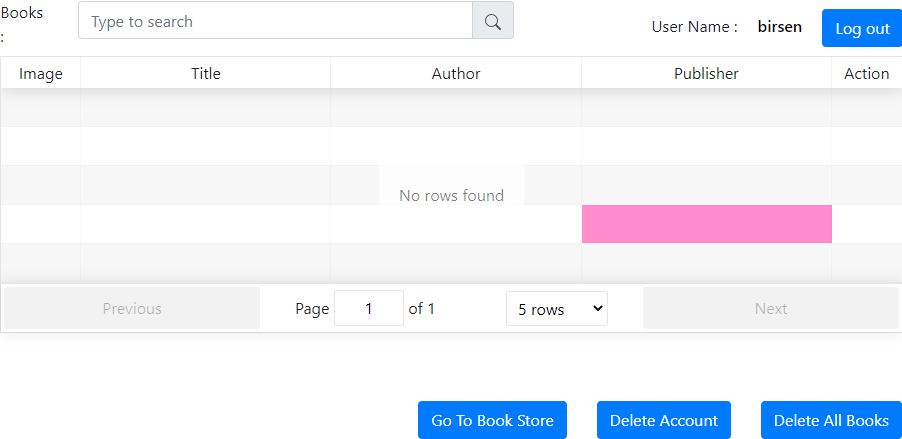 Books
:
Type to search
User Name : birsen Log out
Image Title Author Publisher Action
No rows found
Previous Page 1 of 1 5 rows Next
Go To Book Store Delete Account Delete All Books